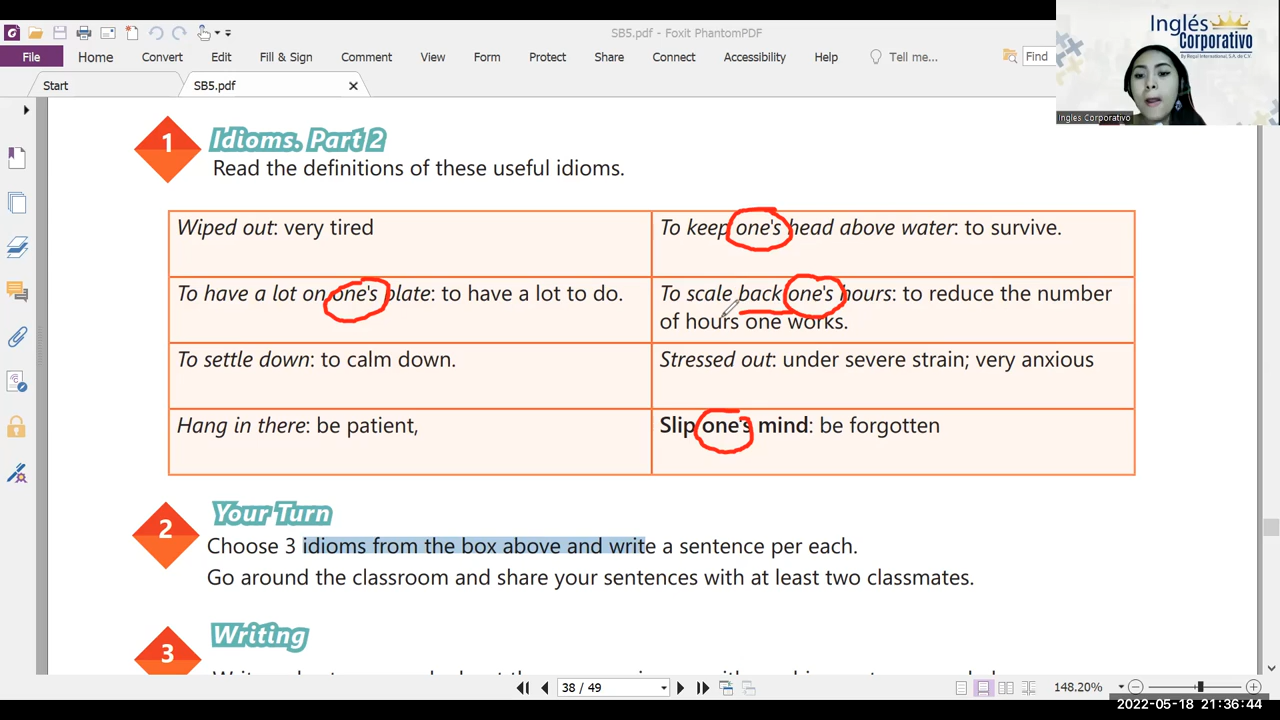 SB5.pdf - Foxit PhantomPDF
File Home Convert Edit Fill & Sign Comment View Form Protect Share Connect Accessibility Help Tell me... Find
Start SB5.pdf
Inglés
Corporativo
By Regal International, S.A. de C.V.
Ingles Corporativo
1 Idioms. Part 2
Read the definitions of these useful idioms.
Wiped out: very tired
To keep one's head above water: to survive.
To have a lot on one's plate: to have a lot to do.
To scale back one's hours: to reduce the number
of hours one works.
To settle down: to calm down.
Stressed out: under severe strain; very anxious
Hang in there: be patient,
Slip one's mind: be forgotten
2 Your Turn
Choose 3 idioms from the box above and write a sentence per each.
Go around the classroom and share your sentences with at least two classmates.
3 Writing
38 / 49
148.20%
2022-05-18 21:36:44